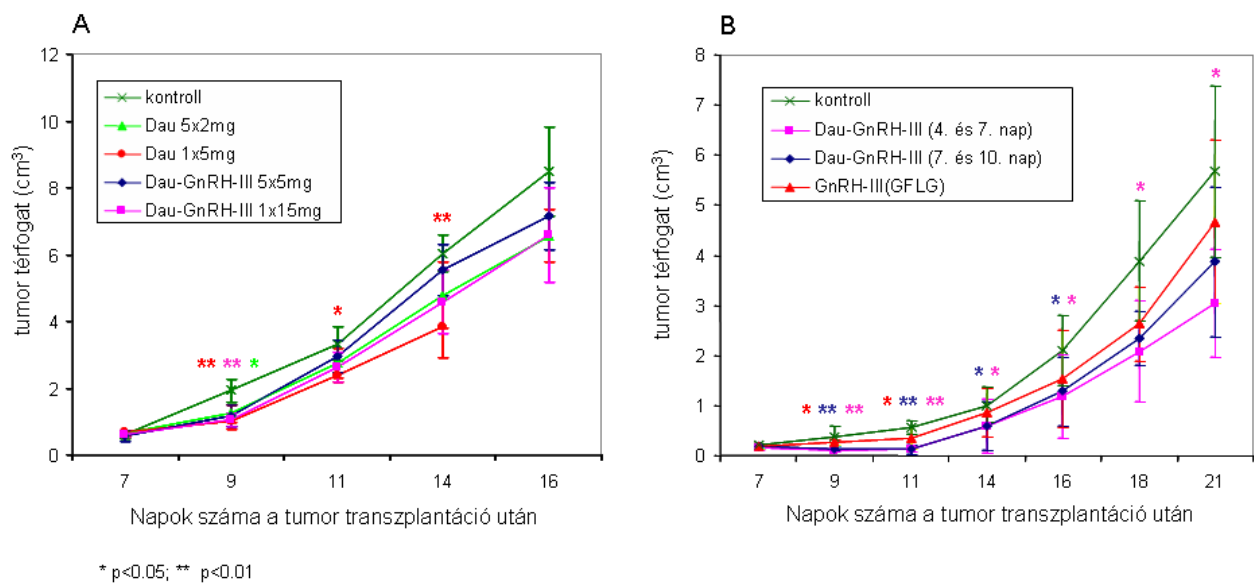 A
12
10
8
6
4
2
0
tumor térfogat (cm³)
kontroll
Dau 5x2mg
Dau 1x5mg
Dau-GnRH-III 5x5mg
Dau-GnRH-III 1x15mg
** ** *
*
**
7 9 11 14 16
Napok száma a tumor transzplantáció után
* p<0.05; ** p<0.01
B
8
7
6
5
4
3
2
1
0
tumor térfogat (cm³)
kontroll
Dau-GnRH-III (4. és 7. nap)
Dau-GnRH-III (7. és 10. nap)
GnRH-III(GFLG)
* ** **
* ** **
* *
* *
*
*
7 9 11 14 16 18 21
Napok száma a tumor transzplantáció után